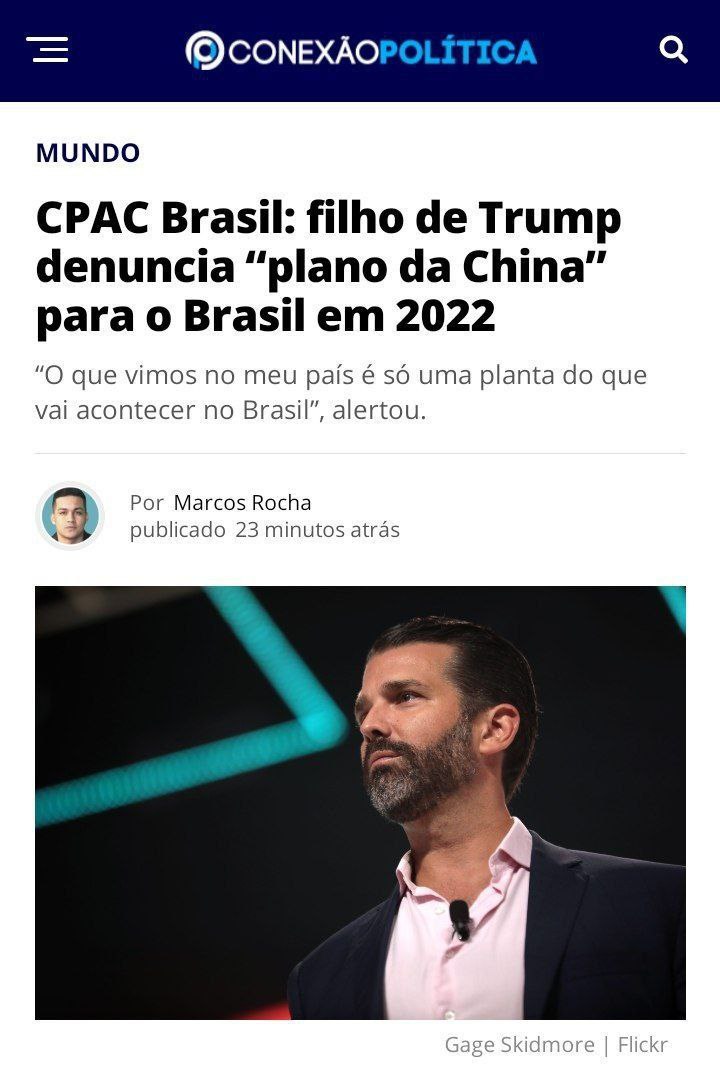 CONEXÃOPOLÍTICA
MUNDO
CPAC Brasil: filho de Trump
denuncia “plano da China”
para o Brasil em 2022
“O que vimos no meu país é só uma planta do que
vai acontecer no Brasil”, alertou.
Por Marcos Rocha
publicado 23 minutos atrás
Gage Skidmore | Flickr